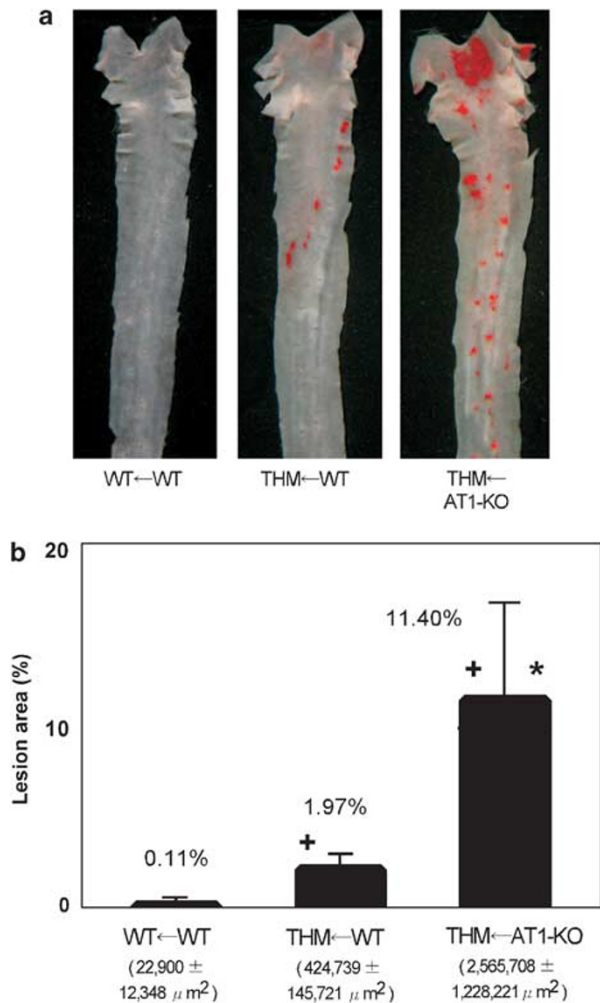 a
WT←WT
THM←WT
THM←
AT1-KO
b
Lesion area (%)
20
10
0
0.11%
+
1.97%
11.40%
+ *
WT←WT
(22,900 ±
12,348 μm²)
THM←WT
(424,739 ±
145,721 μm²)
THM←AT1-KO
(2,565,708 ±
1,228,221 μm²)